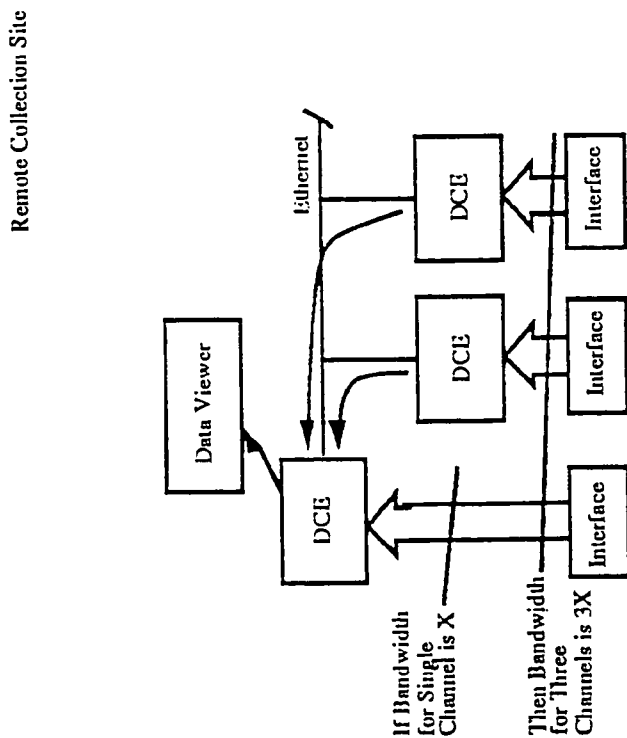 Remote Collection Site
Ethernet
Data Viewer
DCE
DCE
DCE
Interface
Interface
Interface
If Bandwidth
for Single
Channel is X
Then Bandwidth
for Three
Channels is 3X